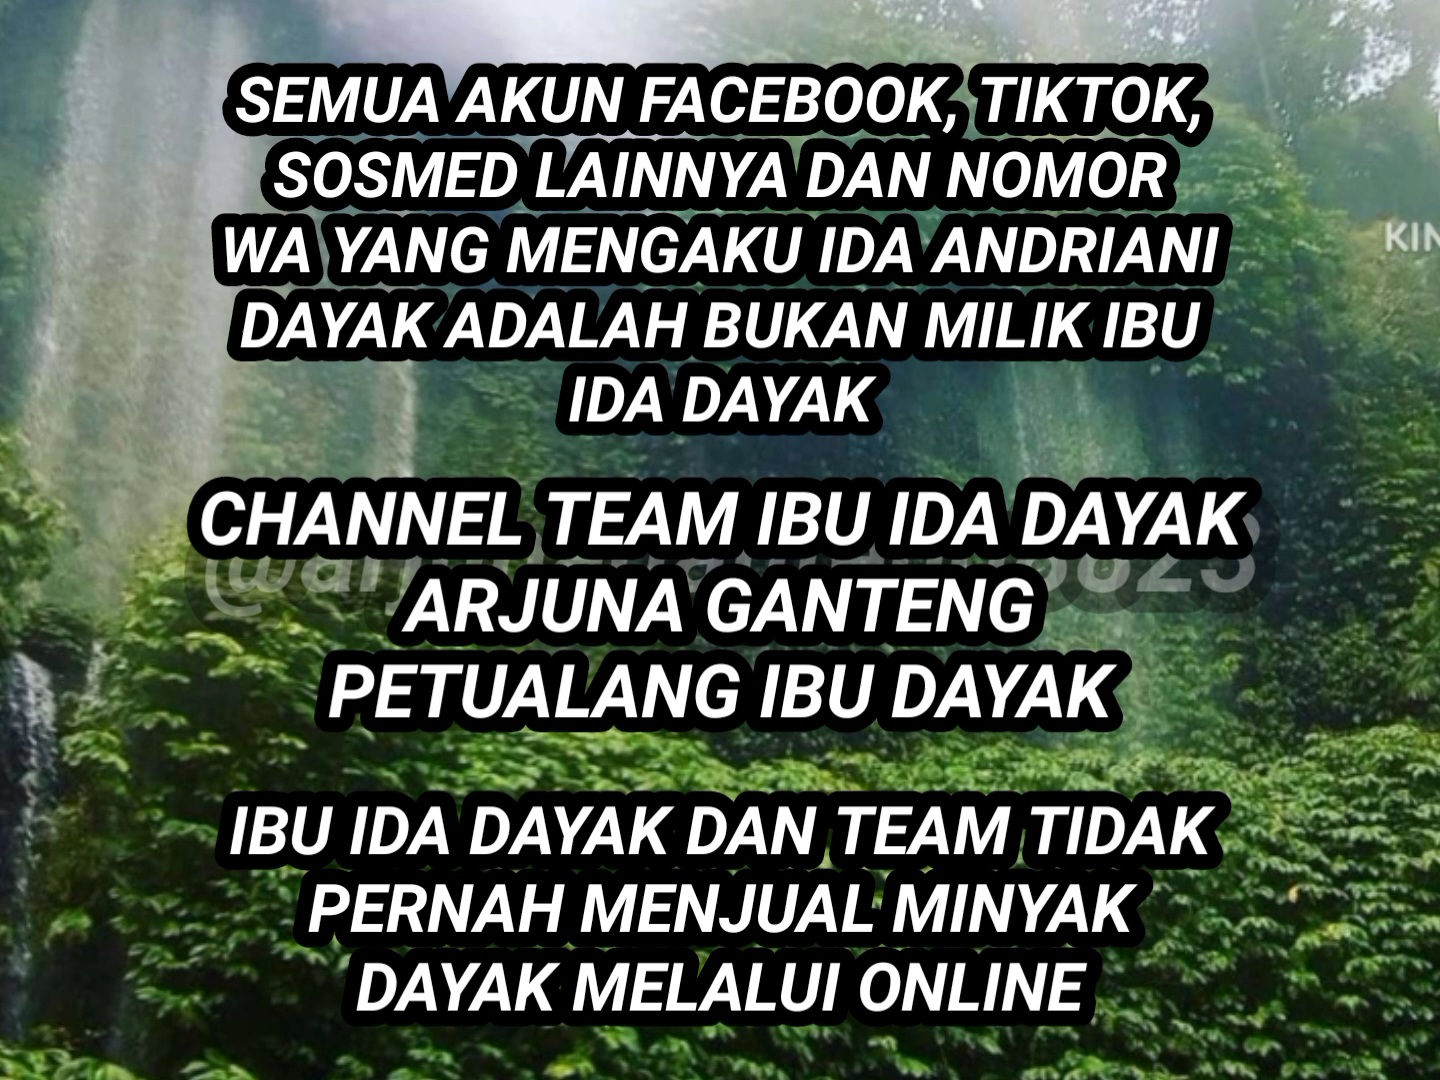 SEMUA AKUN FACEBOOK, TIKTOK,
SOSMED LAINNYA DAN NOMOR
WA YANG MENGAKU IDA ANDRIANI
DAYAK ADALAH BUKAN MILIK IBU
IDA DAYAK
CHANNEL TEAM IBU IDA DAYAK
ARJUNA GANTENG
PETUALANG IBU DAYAK
IBU IDA DAYAK DAN TEAM TIDAK
PERNAH MENJUAL MINYAK
DAYAK MELALUI ONLINE